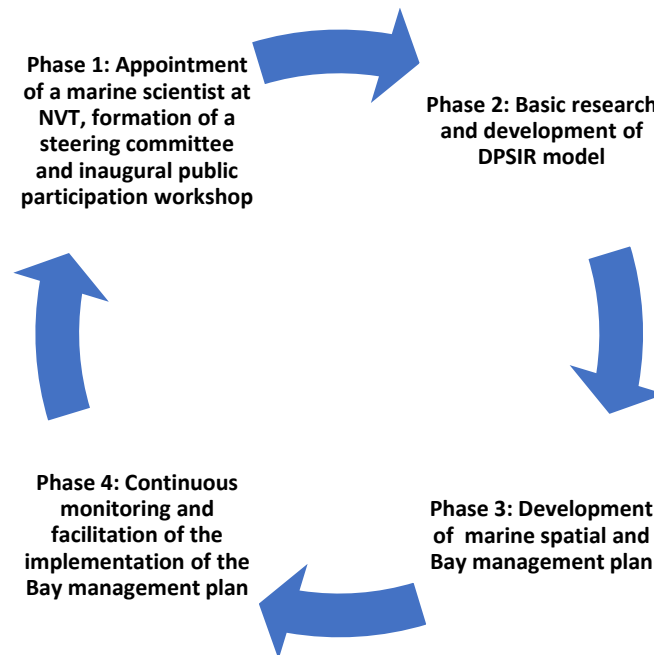 Phase 1: Appointment
of a marine scientist at
NVT, formation of a
steering committee
and inaugural public
participation workshop
Phase 2: Basic research
and development of
DPSIR model
Phase 3: Development
of marine spatial and
Bay management plan
Phase 4: Continuous
monitoring and
facilitation of the
implementation of the
Bay management plan